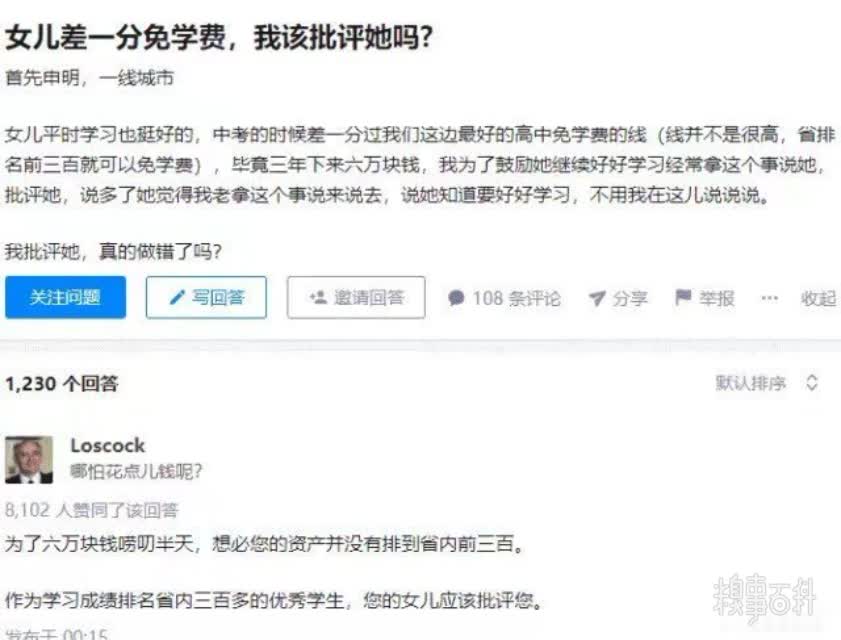 女儿差一分免学费，我该批评她吗?
首先申明，一线城市
女儿平时学习也挺好的，中考的时候差一分过我们这边最好的高中免学费的线（线并不是很高，省排
名前三百就可以免学费），毕竟三年下来六万块钱，我为了鼓励她继续好好学习经常拿这个事说她，
批评她，说多了她觉得我老拿这个事说来说去，说她知道要好好学习，不用我在这儿说说说。
我批评她，真的做错了吗?
关注问题 写回答 邀请回答 108 条评论 分享 举报 ··· 收起
1,230 个回答 默认排序
Loscock
哪怕花点儿钱呢?
8,102 人赞同了该回答
为了六万块钱唠叨半天，想必您的资产并没有排到省内前三百。
作为学习成绩排名省内三百多的优秀学生，您的女儿应该批评您。
糗事百科
发布于 00:15